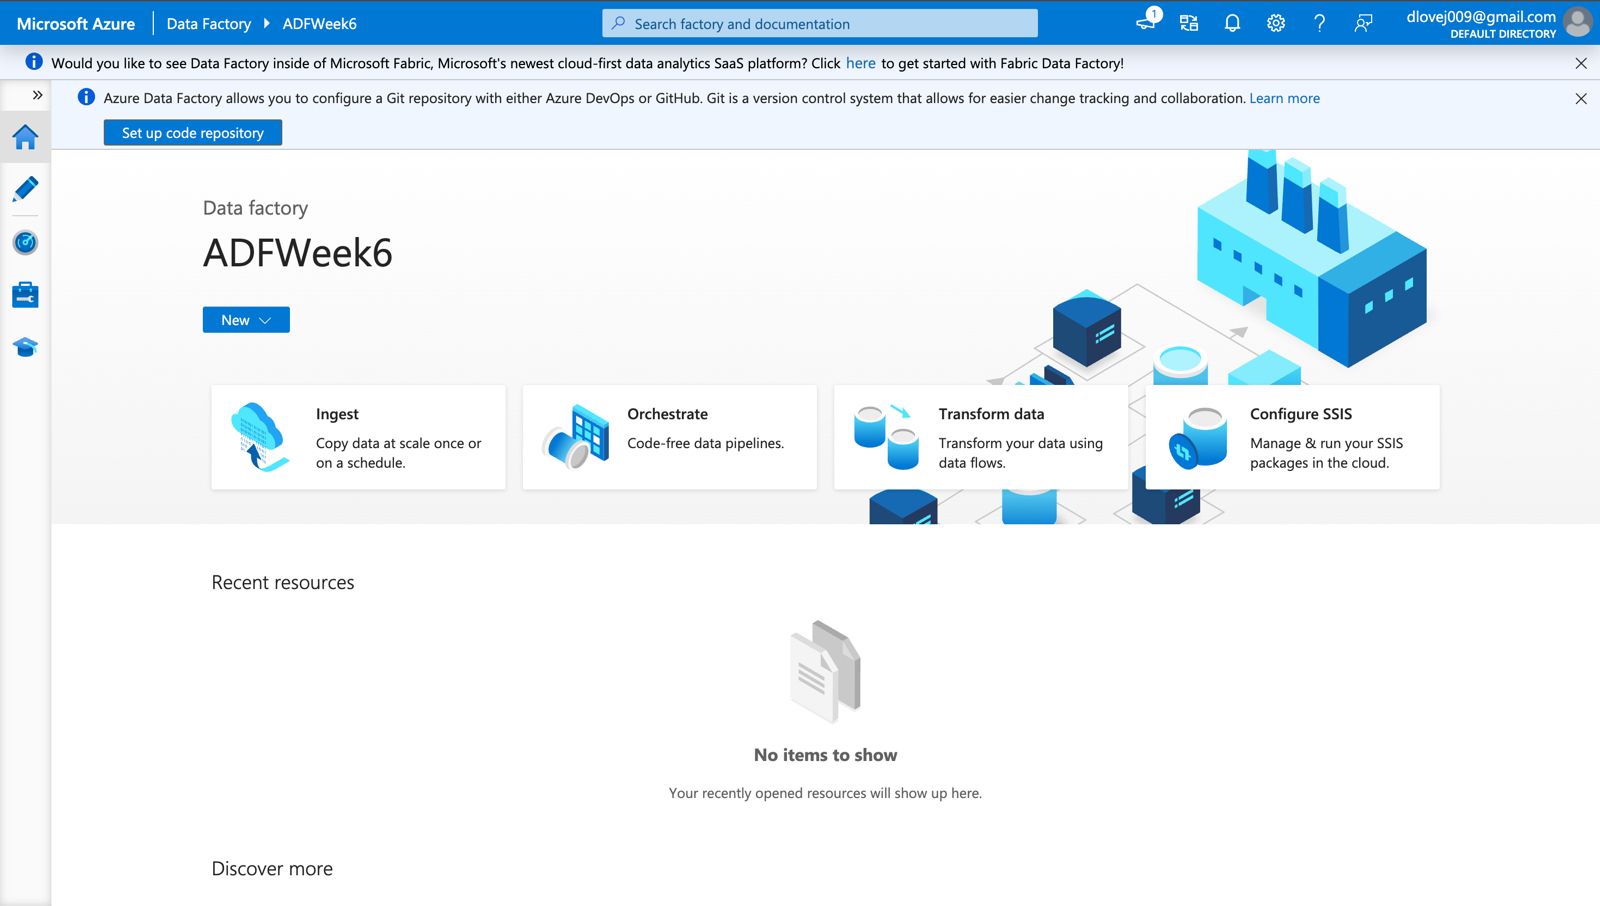 Microsoft Azure
Data Factory
ADFWeek6
Search factory and documentation
1
dlovej009@gmail.com
DEFAULT DIRECTORY
Would you like to see Data Factory inside of Microsoft Fabric, Microsoft's newest cloud-first data analytics SaaS platform? Click here to get started with Fabric Data Factory!
Azure Data Factory allows you to configure a Git repository with either Azure DevOps or GitHub. Git is a version control system that allows for easier change tracking and collaboration. Learn more
Set up code repository
Data factory
ADFWeek6
New
Ingest
Copy data at scale once or
on a schedule.
Orchestrate
Code-free data pipelines.
Transform data
Transform your data using
data flows.
Configure SSIS
Manage & run your SSIS
packages in the cloud.
Recent resources
No items to show
Your recently opened resources will show up here.
Discover more